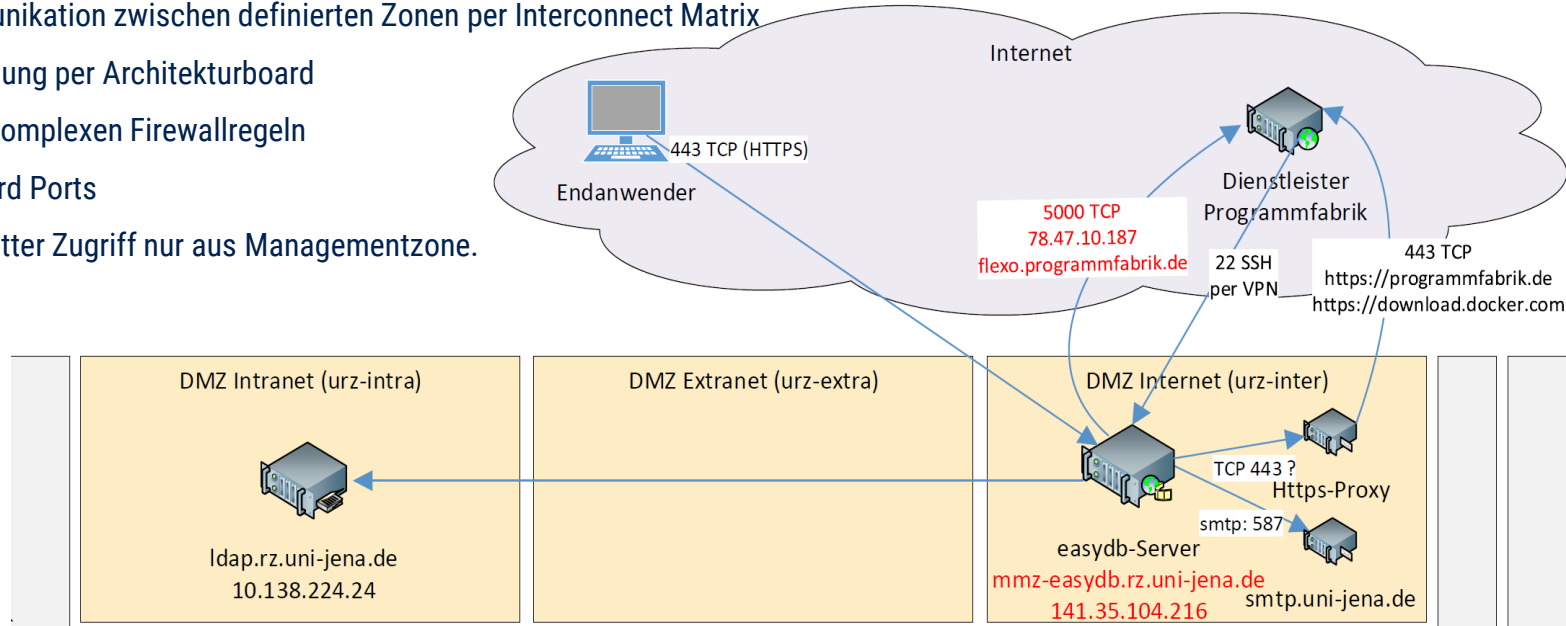 unikation zwischen definierten Zonen per Interconnect Matrix
ung per Architekturboard
omplexen Firewallregeln
rd Ports
tter Zugriff nur aus Managementzone.
Internet
443 TCP (HTTPS)
Endanwender
Dienstleister
Programmfabrik
5000 TCP
78.47.10.187
flexo.programmfabrik.de
22 SSH
per VPN
443 TCP
https://programmfabrik.de
https://download.docker.com
DMZ Intranet (urz-intra)
DMZ Extranet (urz-extra)
DMZ Internet (urz-inter)
TCP 443 ?
Https-Proxy
smtp: 587
smtp.uni-jena.de
ldap.rz.uni-jena.de
10.138.224.24
easydb-Server
mmz-easydb.rz.uni-jena.de
141.35.104.216